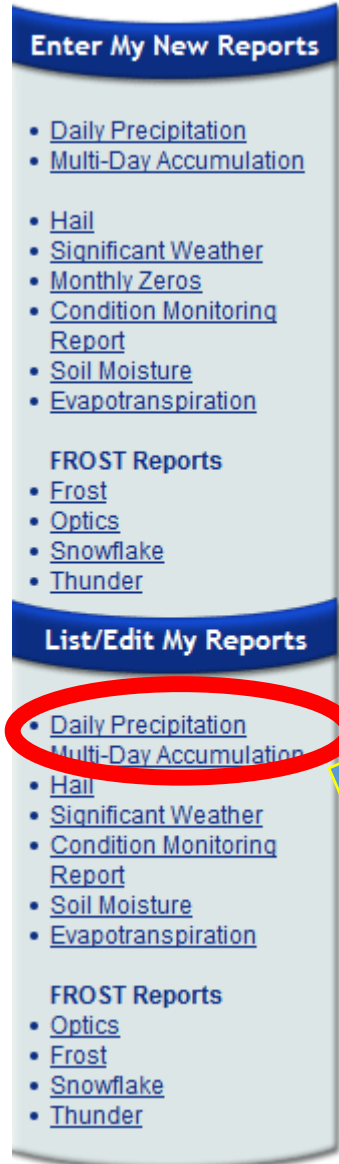 Enter My New Reports
• Daily Precipitation
• Multi-Day Accumulation
• Hail
• Significant Weather
• Monthly Zeros
• Condition Monitoring
Report
• Soil Moisture
• Evapotranspiration
FROST Reports
• Frost
• Optics
• Snowflake
• Thunder
List/Edit My Reports
• Daily Precipitation
Multi-Day Accumulation
• Hail
• Significant Weather
• Condition Monitoring
Report
• Soil Moisture
• Evapotranspiration
FROST Reports
• Optics
• Frost
• Snowflake
• Thunder